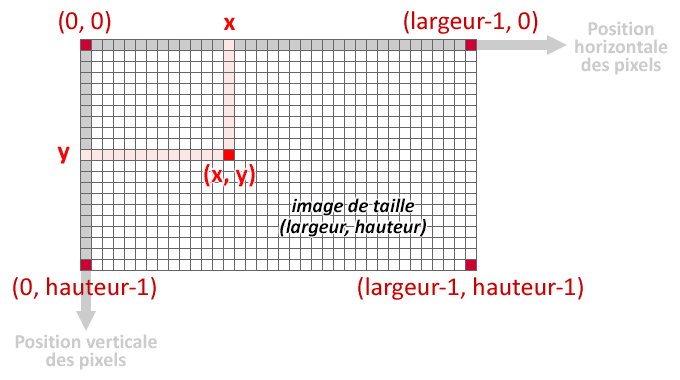 (0, 0)
x
(largeur-1, 0)
Position
horizontale
des pixels
y
(x, y)
image de taille
(largeur, hauteur)
(0, hauteur-1)
(largeur-1, hauteur-1)
Position verticale
des pixels